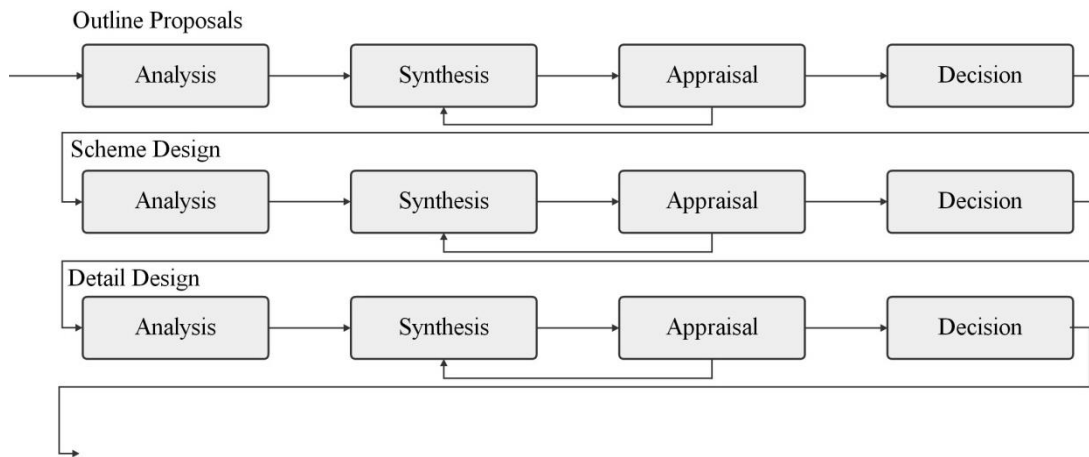 Outline Proposals
Analysis Synthesis Appraisal Decision
Scheme Design
Analysis Synthesis Appraisal Decision
Detail Design
Analysis Synthesis Appraisal Decision